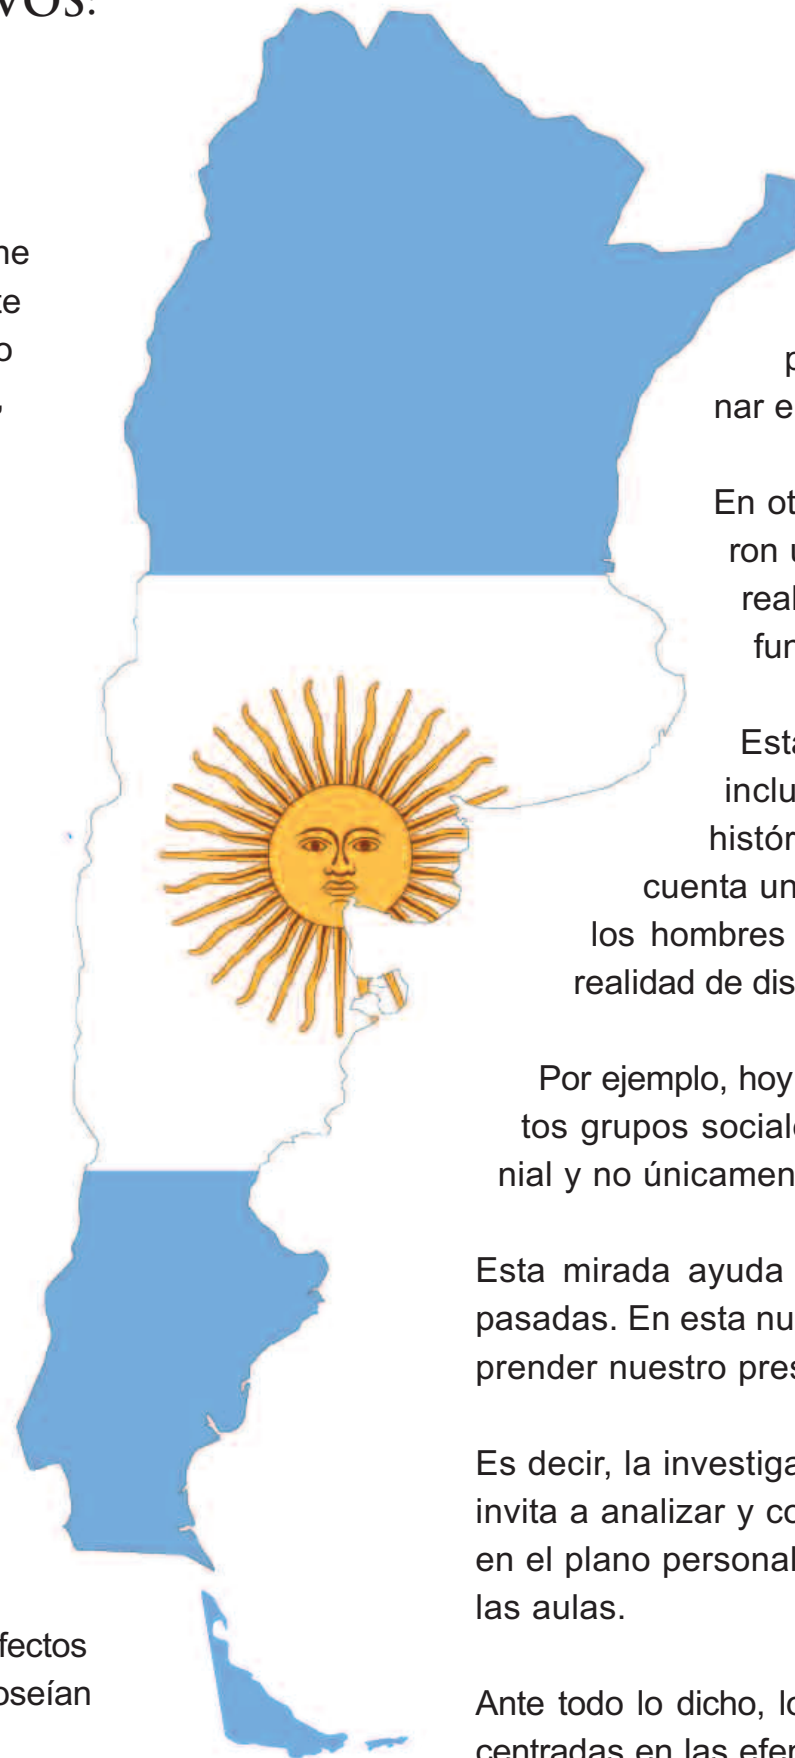 VOS:
ne
te
o
,
fectos
oseían
p
nar e
En ot
ron u
real
fun
Esta
inclu
histór
cuenta un
los hombres
realidad de dis
Por ejemplo, hoy
tos grupos sociale
nial y no únicamen
Esta mirada ayuda
pasadas. En esta nu
prender nuestro pres
Es decir, la investiga
invita a analizar y co
en el plano personal
las aulas.
Ante todo lo dicho, lo
centradas en las efer